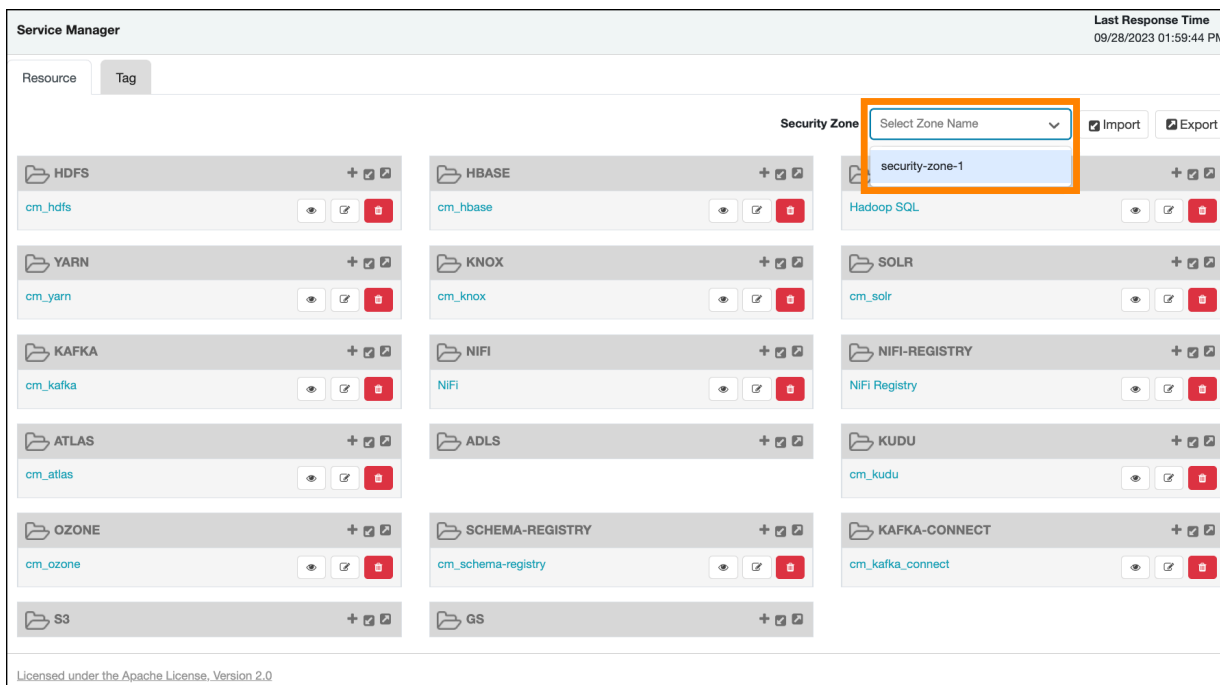 Service Manager
Last Response Time
09/28/2023 01:59:44 PM
Resource
Tag
Security Zone
Select Zone Name
Import
Export
security-zone-1
HDFS
HBASE
cm_hdfs
cm_hbase
Hadoop SQL
YARN
KNOX
SOLR
cm_yarn
cm_knox
cm_solr
KAFKA
NIFI
NIFI-REGISTRY
cm_kafka
NiFi
NiFi Registry
ATLAS
ADLS
KUDU
cm_atlas
cm_kudu
OZONE
SCHEMA-REGISTRY
KAFKA-CONNECT
cm_ozone
cm_schema-registry
cm_kafka_connect
S3
GS
Licensed under the Apache License, Version 2.0